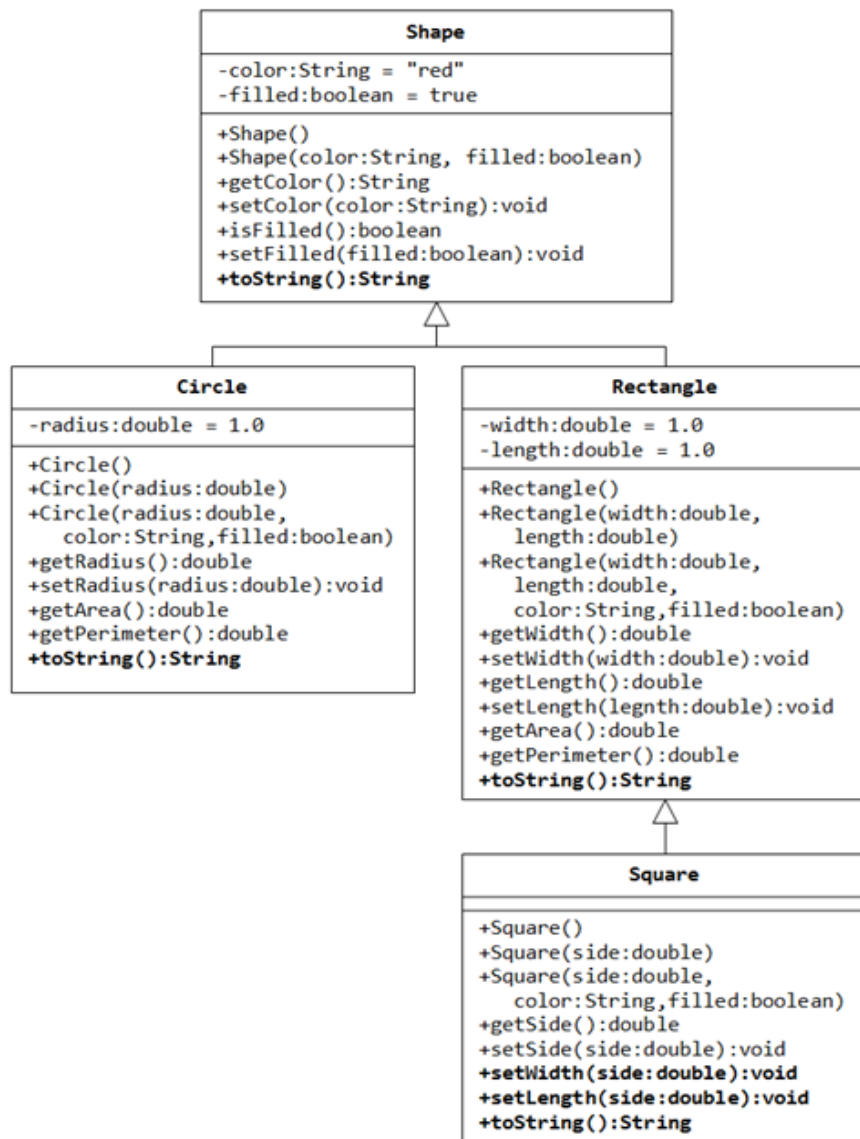 Shape
-color:String = "red"
-filled:boolean = true
+Shape()
+Shape(color:String, filled:boolean)
+getColor():String
+setColor(color:String):void
+isFilled():boolean
+setFilled(filled:boolean):void
+toString():String
Circle
-radius:double = 1.0
+Circle()
+Circle(radius:double)
+Circle(radius:double,
color:String,filled:boolean)
+getRadius():double
+setRadius(radius:double):void
+getArea():double
+getPerimeter():double
+toString():String
Rectangle
-width:double = 1.0
-length:double = 1.0
+Rectangle()
+Rectangle(width:double,
length:double)
+Rectangle(width:double,
length:double,
color:String,filled:boolean)
+getWidth():double
+setWidth(width:double):void
+getLength():double
+setLength(legnth:double):void
+getArea():double
+getPerimeter():double
+toString():String
Square
+Square()
+Square(side:double)
+Square(side:double,
color:String,filled:boolean)
+getSide():double
+setSide(side:double):void
+setWidth(side:double):void
+setLength(side:double):void
+toString():String